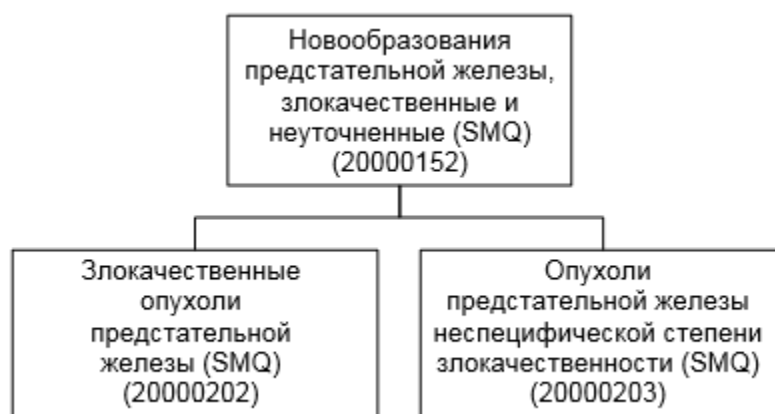 Новообразования
предстательной железы,
злокачественные и
неуточненные (SMQ)
(20000152)
Злокачественные
опухоли
предстательной
железы (SMQ)
(20000202)
Опухоли
предстательной железы
неспецифической степени
злокачественности (SMQ)
(20000203)